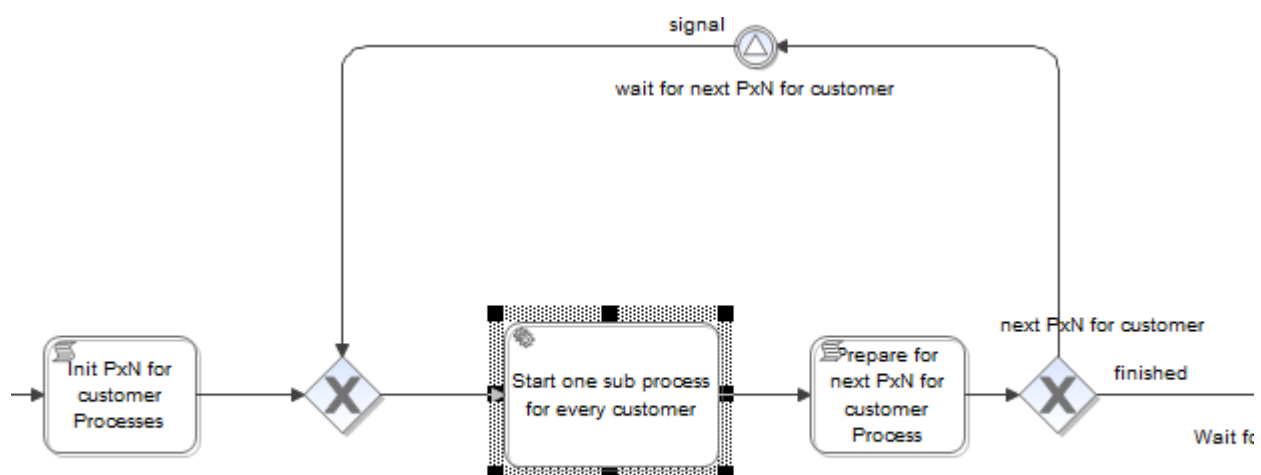 signal
wait for next PxN for customer
next PxN for customer
Init PxN for
customer
Processes
Start one sub process
for every customer
Prepare for
next PxN for
customer
Process
finished
Wait